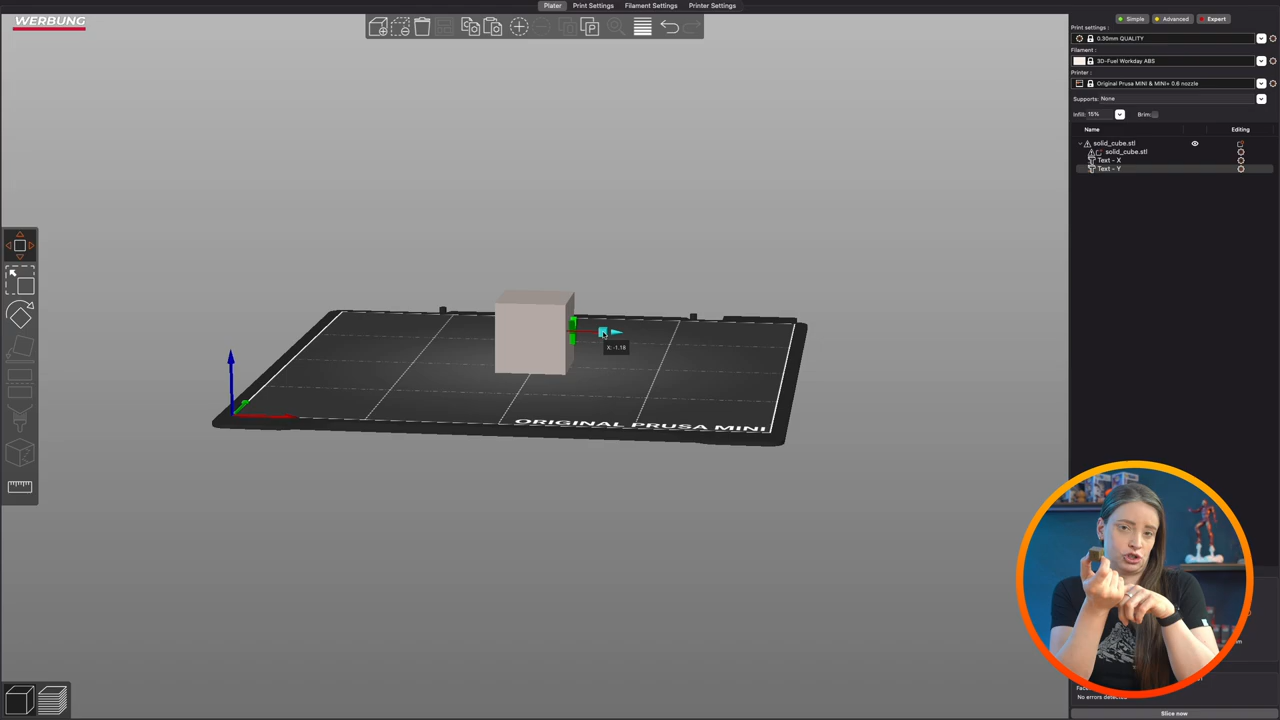 Plater Print Settings Filament Settings Printer Settings
WERBUNG
Simple Advanced Expert
Print settings :
0.30mm QUALITY
Filament :
3D-Fuel Workday ABS
Printer :
Original Prusa MINI & MINI+ 0.6 nozzle
Supports: None
Infill: 15% Brim:
Name Editing
solid_cube.stl
solid_cube.stl
Text - X
Text - Y
X: -1.18
ORIGINAL PRUSA MINI
No errors detected
Slice now